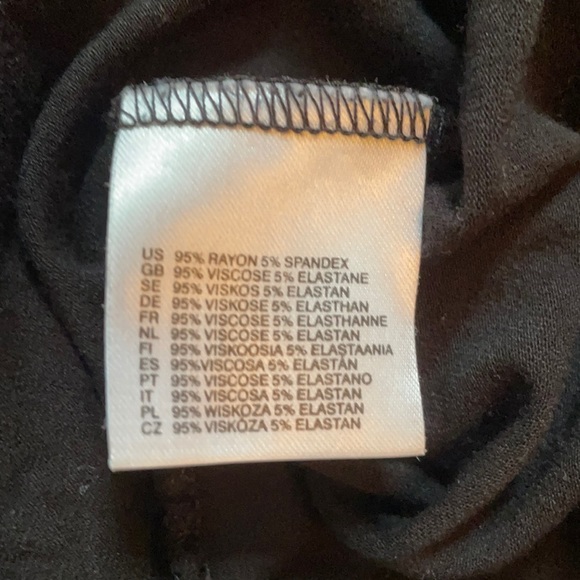 US 95% RAYON 5% SPANDEX
GB 95% VISCOSE 5% ELASTANE
SE 95% VISKOS 5% ELASTAN
DE 95% VISKOSE 5% ELASTHAN
FR 95% VISCOSE 5% ELASTHANNE
NL 95% VISCOSE 5% ELASTAN
FI 95% VISKOOSIA 5% ELASTAANIA
ES 95%VISCOSA 5% ELASTÁN
PT 95% VISCOSE 5% ELASTANO
IT 95% VISCOSA 5% ELASTAN
PL 95% WISKOZA 5% ELASTAN
CZ 95% VISKÓZA 5% ELASTAN